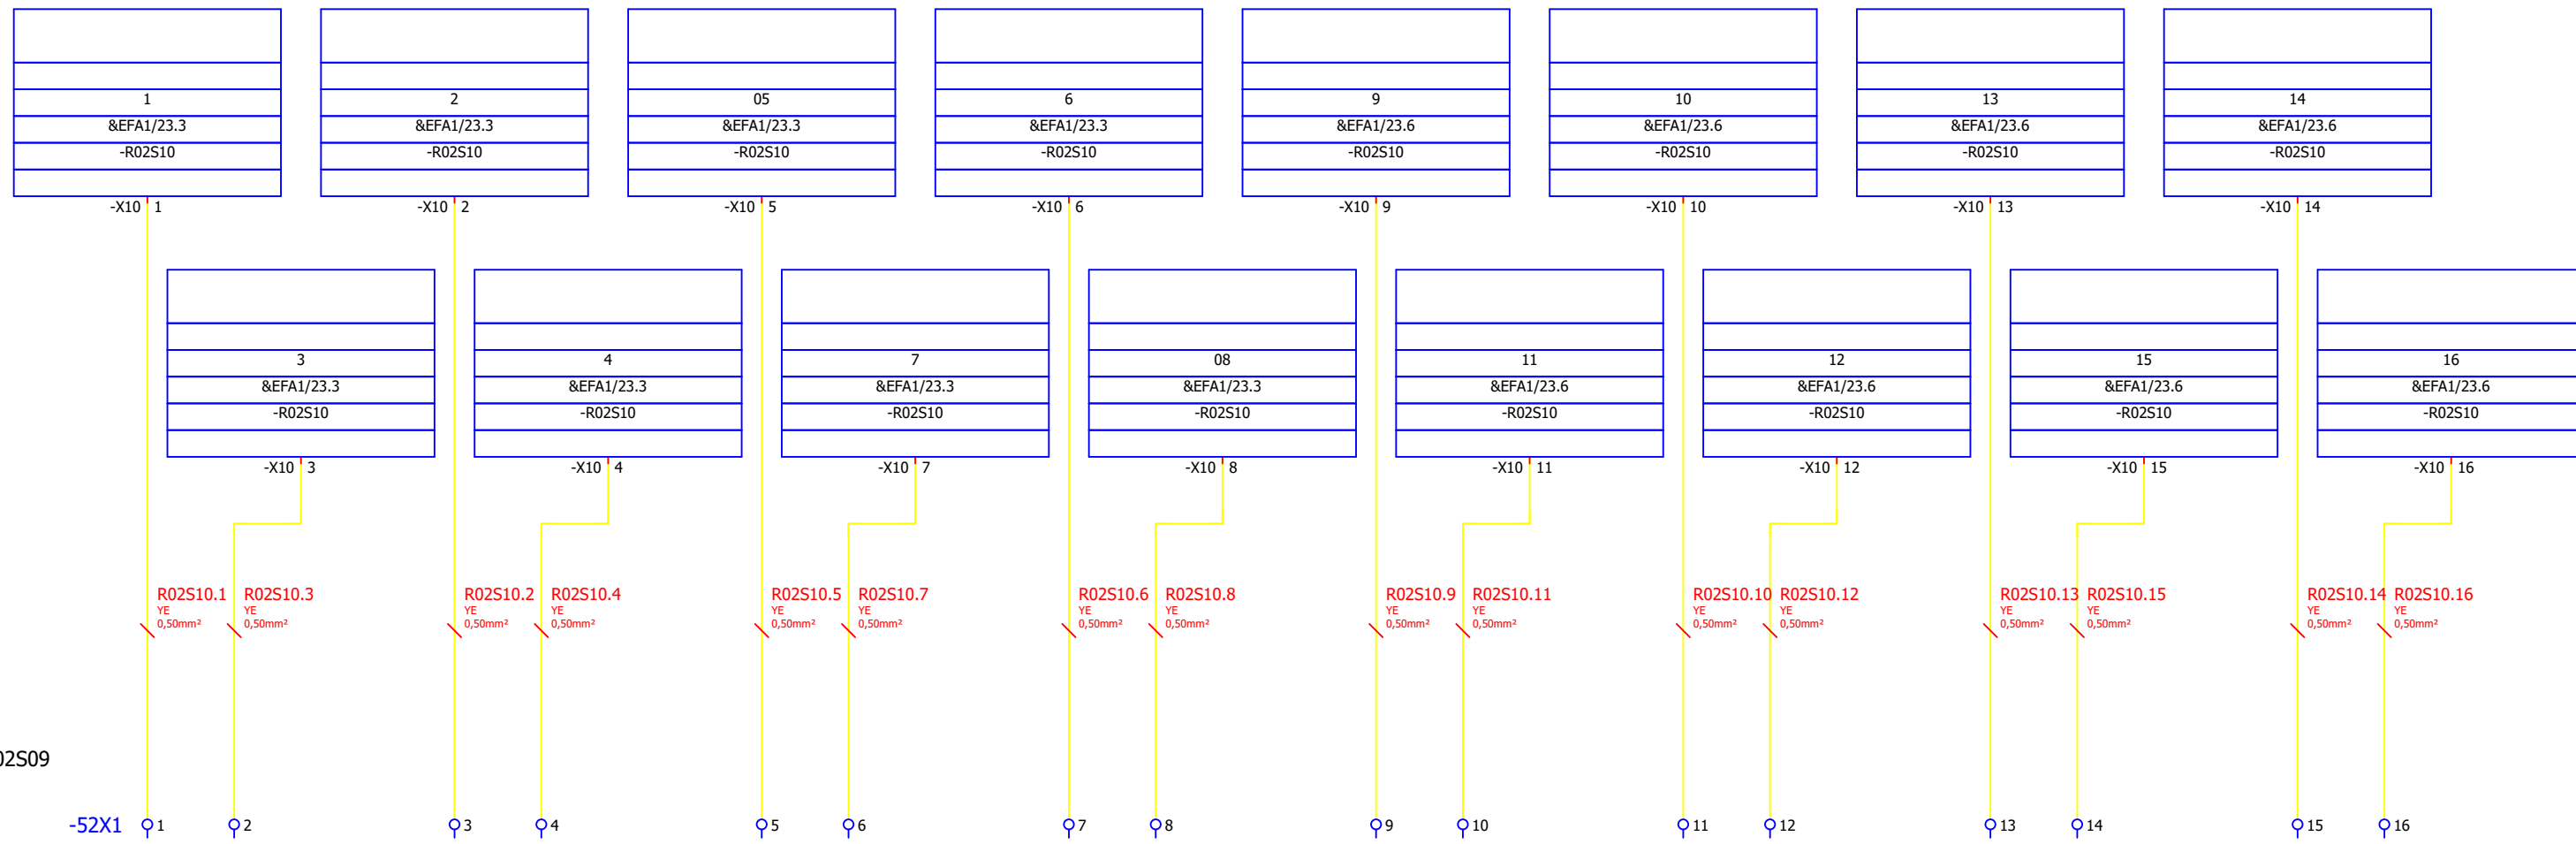 1 2 05 6 9 10 13 14
&EFA1/23.3 &EFA1/23.3 &EFA1/23.3 &EFA1/23.3 &EFA1/23.6 &EFA1/23.6 &EFA1/23.6 &EFA1/23.6
-R02S10 -R02S10 -R02S10 -R02S10 -R02S10 -R02S10 -R02S10 -R02S10
-X10 1 -X10 2 -X10 5 -X10 6 -X10 9 -X10 10 -X10 13 -X10 14
3 4 7 08 11 12 15 16
&EFA1/23.3 &EFA1/23.3 &EFA1/23.3 &EFA1/23.3 &EFA1/23.6 &EFA1/23.6 &EFA1/23.6 &EFA1/23.6
-R02S10 -R02S10 -R02S10 -R02S10 -R02S10 -R02S10 -R02S10 -R02S10
-X10 3 -X10 4 -X10 7 -X10 8 -X10 11 -X10 12 -X10 15 -X10 16
R02S10.1 R02S10.3 R02S10.2 R02S10.4 R02S10.5 R02S10.7 R02S10.6 R02S10.8 R02S10.9 R02S10.11 R02S10.10 R02S10.12 R02S10.13 R02S10.15 R02S10.14 R02S10.16
YE YE YE YE YE YE YE YE YE YE YE YE YE YE YE YE
0,50mm² 0,50mm² 0,50mm² 0,50mm² 0,50mm² 0,50mm² 0,50mm² 0,50mm² 0,50mm² 0,50mm² 0,50mm² 0,50mm² 0,50mm² 0,50mm² 0,50mm² 0,50mm²
02S09
-52X1 1 2 3 4 5 6 7 8 9 10 11 12 13 14 15 16